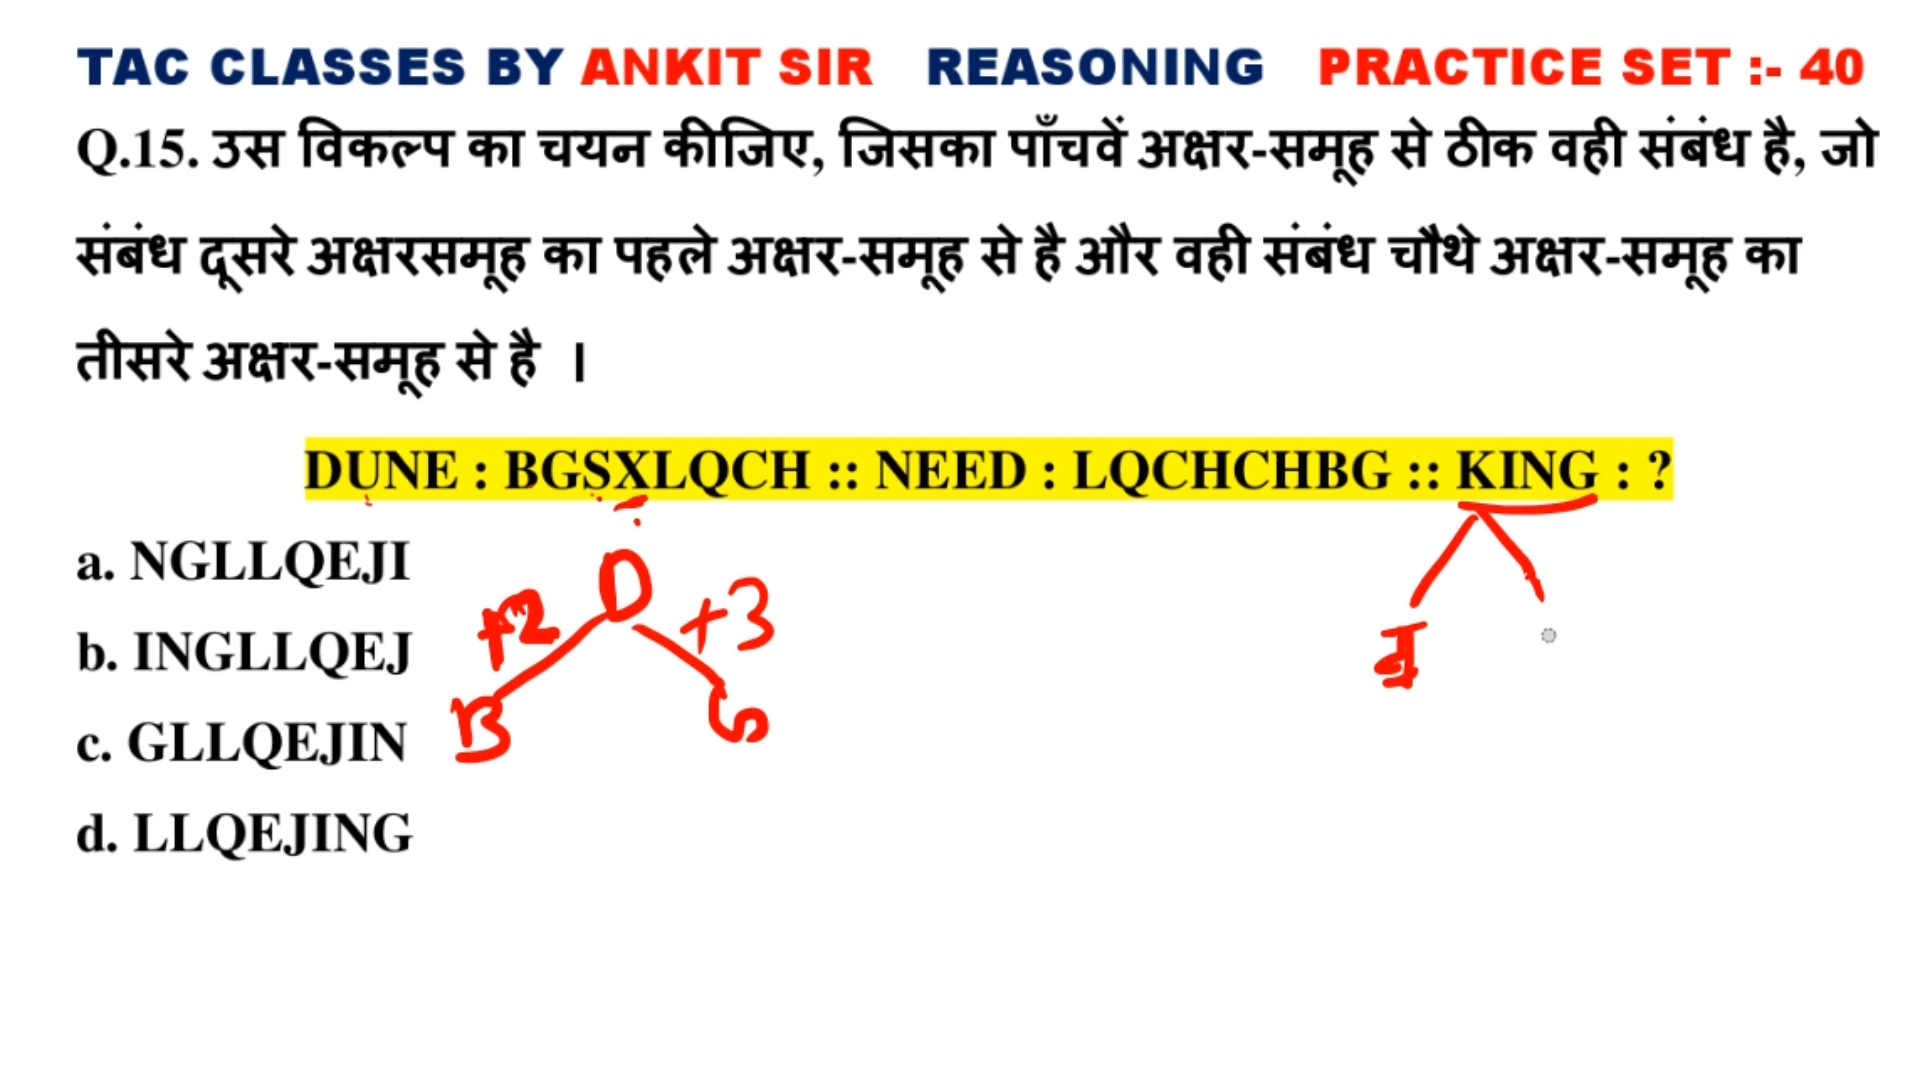 TAC CLASSES BY ANKIT SIR REASONING PRACTICE SET :- 40
Q.15. उस विकल्प का चयन कीजिए, जिसका पाँचवें अक्षर-समूह से ठीक वही संबंध है, जो
संबंध दूसरे अक्षरसमूह का पहले अक्षर-समूह से है और वही संबंध चौथे अक्षर-समूह का
तीसरे अक्षर-समूह से है ।
DUNE : BGSXLQCH :: NEED : LQCHCHBG :: KING : ?
a. NGLLQEJI
b. INGLLQEJ
c. GLLQEJIN
d. LLQEJING
D
+2 +3
B G